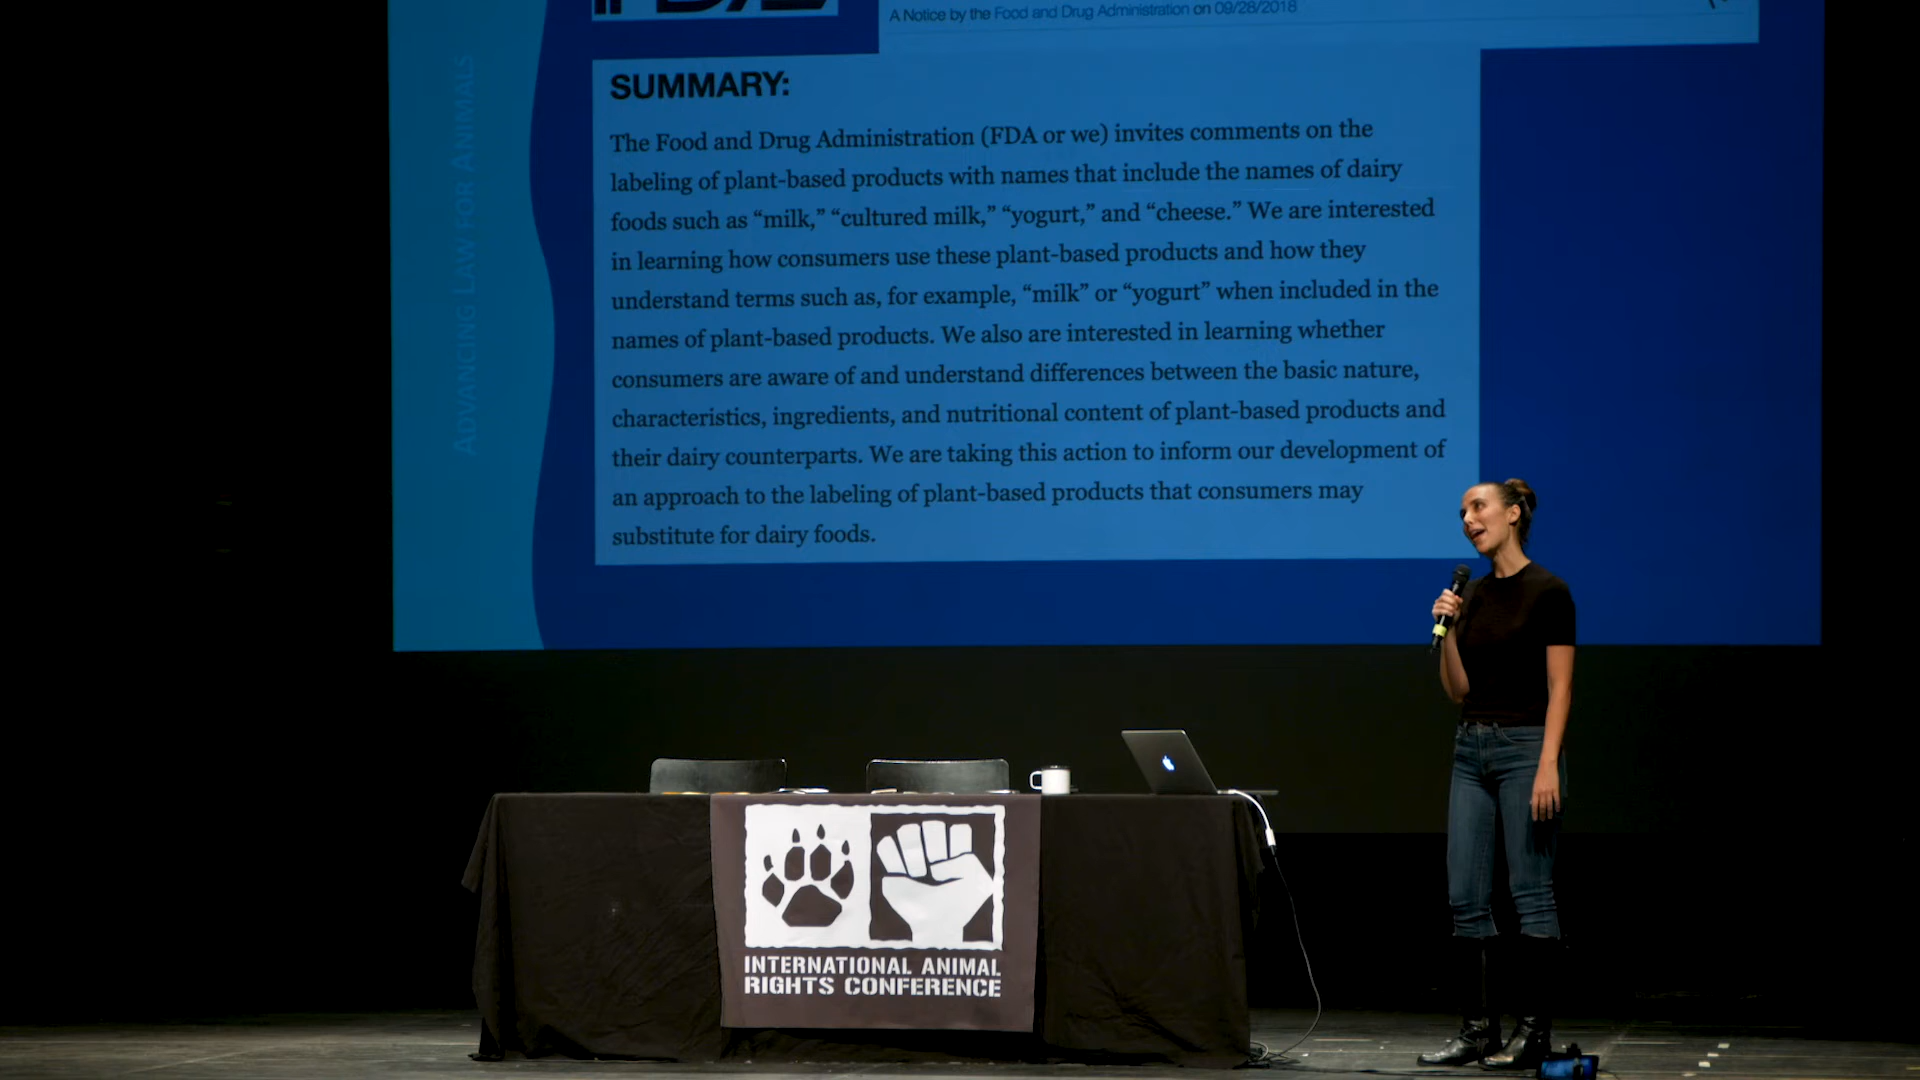 A Notice by the Food and Drug Administration on 09/28/2018
ADVANCING LAW FOR ANIMALS
SUMMARY:
The Food and Drug Administration (FDA or we) invites comments on the
labeling of plant-based products with names that include the names of dairy
foods such as “milk,” “cultured milk,” “yogurt,” and “cheese.” We are interested
in learning how consumers use these plant-based products and how they
understand terms such as, for example, “milk” or “yogurt” when included in the
names of plant-based products. We also are interested in learning whether
consumers are aware of and understand differences between the basic nature,
characteristics, ingredients, and nutritional content of plant-based products and
their dairy counterparts. We are taking this action to inform our development of
an approach to the labeling of plant-based products that consumers may
substitute for dairy foods.
INTERNATIONAL ANIMAL
RIGHTS CONFERENCE